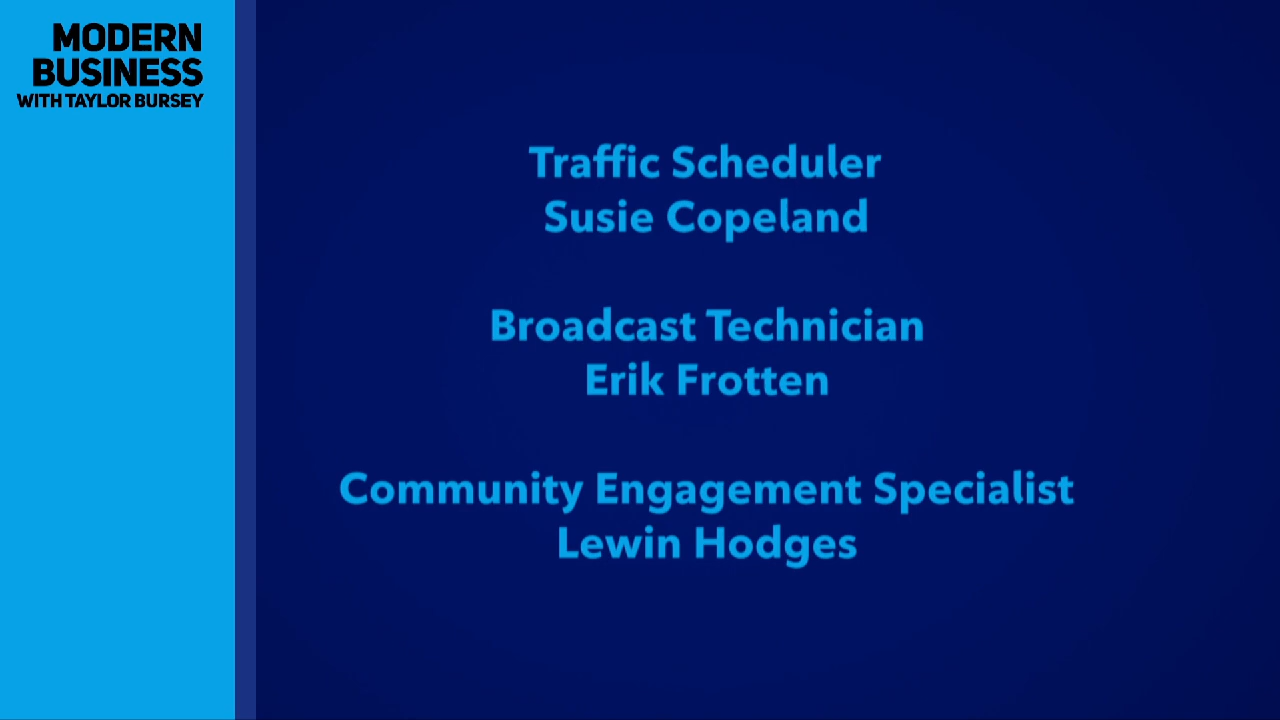 MODERN
BUSINESS
WITH TAYLOR BURSEY
Traffic Scheduler
Susie Copeland
Broadcast Technician
Erik Frotten
Community Engagement Specialist
Lewin Hodges